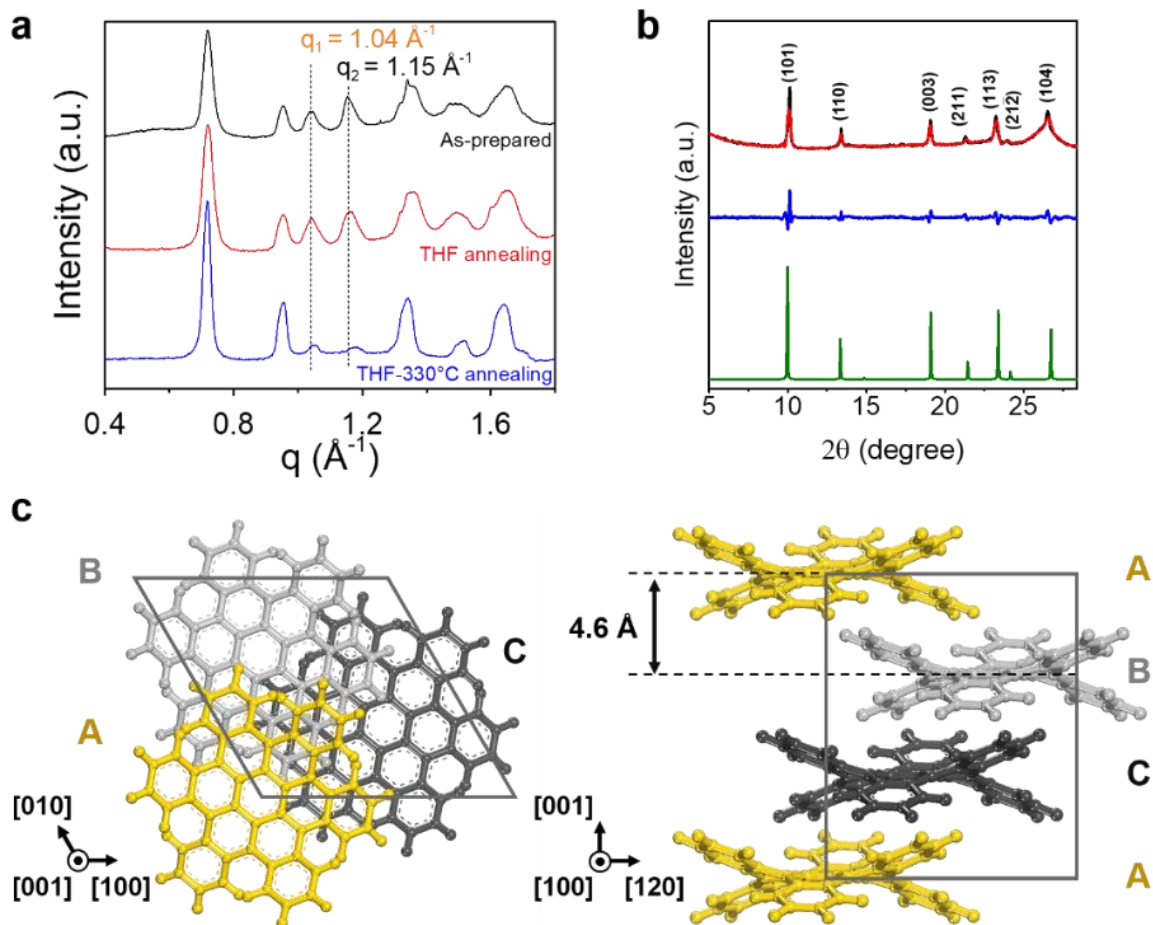 a
q₁ = 1.04 Å⁻¹
q₂ = 1.15 Å⁻¹
As-prepared
THF annealing
THF-330°C annealing
Intensity (a.u.)
0.4 0.8 1.2 1.6
q (Å⁻¹)
b
(101)
(110)
(003)
(211)
(113)
(212)
(104)
Intensity (a.u.)
5 10 15 20 25
2θ (degree)
c
B
C
A
[010]
[001] [100]
4.6 Å
A
B
C
A
[001]
[100] [120]